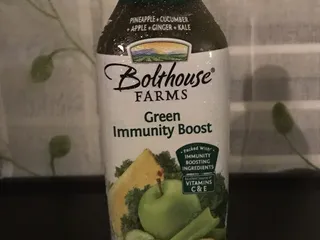 PINEAPPLE • CUCUMBER
• APPLE • GINGER • KALE
Bolthouse®
FARMS
Green
Immunity Boost
Packed With
IMMUNITY
BOOSTING
INGREDIENTS
VITAMINS
C & E